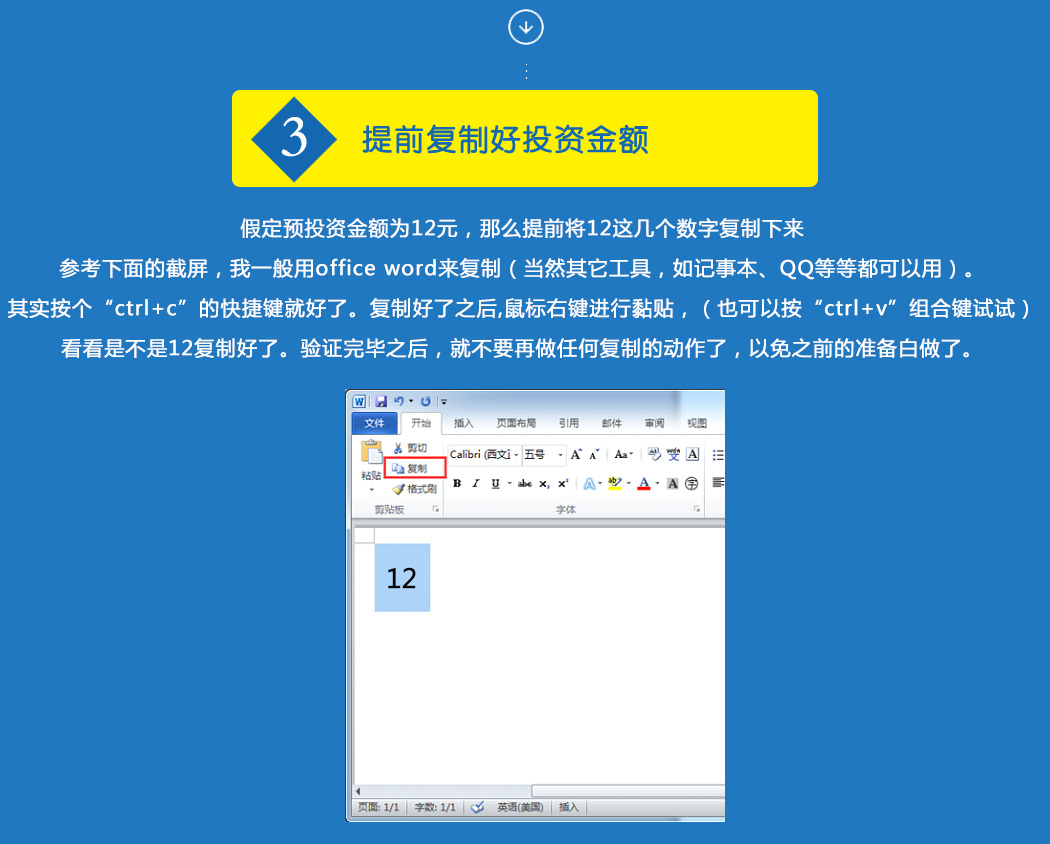 3
提前复制好投资金额
假定预投资金额为12元，那么提前将12这几个数字复制下来
参考下面的截屏，我一般用office word来复制（当然其它工具，如记事本、QQ等等都可以用）。
其实按个“ctrl+c”的快捷键就好了。复制好了之后,鼠标右键进行黏贴，（也可以按“ctrl+v”组合键试试）
看看是不是12复制好了。验证完毕之后，就不要再做任何复制的动作了，以免之前的准备白做了。
文件 开始 插入 页面布局 引用 邮件 审阅 视图
剪切
Calibri (西文] 五号 A A Aa A
复制
粘贴
格式刷
B I U abc x₂ x² A ab A A 字
剪贴板 字体
12
页面: 1/1 字数: 1/1 英语(美国) 插入